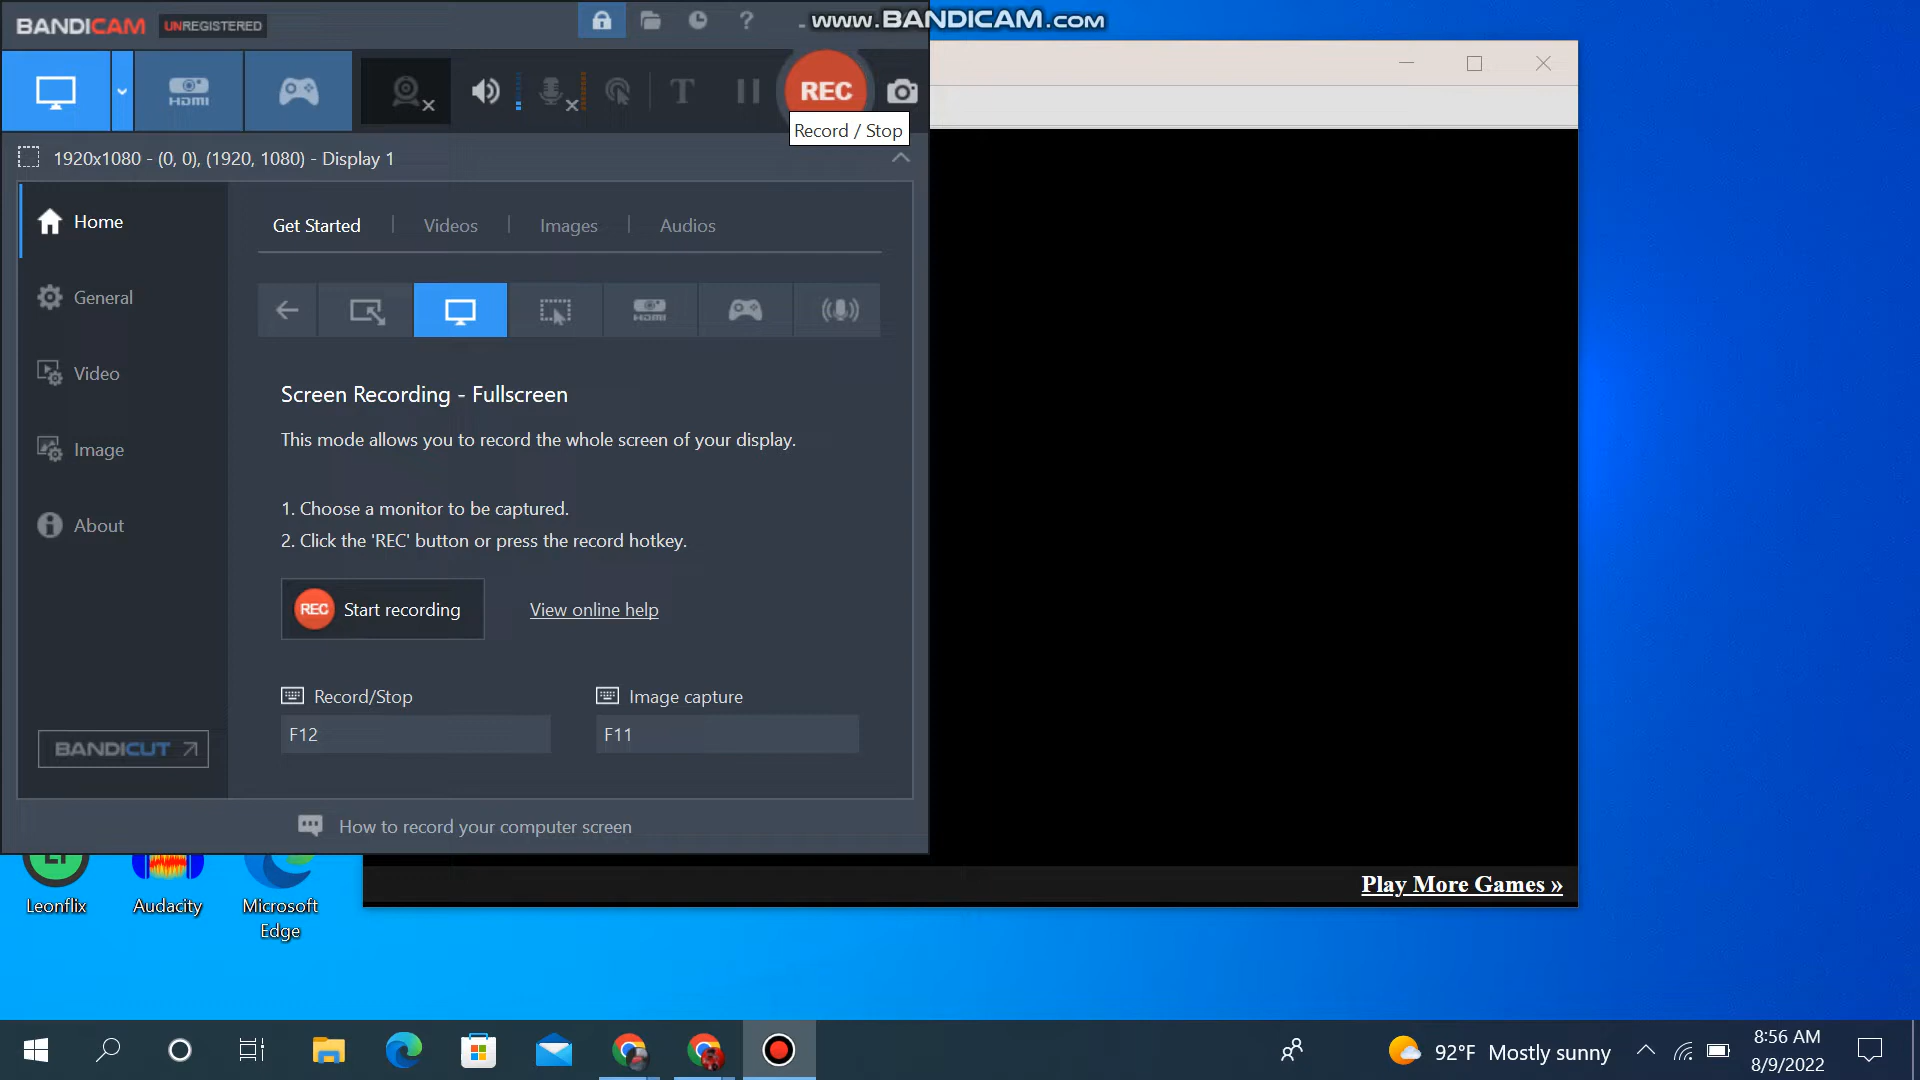 BANDICAM UNREGISTERED
www.BANDICAM.com
HDMI
REC
Record / Stop
1920x1080 - (0, 0), (1920, 1080) - Display 1
Home
General
Video
Image
About
BANDICUT
Get Started | Videos | Images | Audios
HDMI
Screen Recording - Fullscreen
This mode allows you to record the whole screen of your display.
1. Choose a monitor to be captured.
2. Click the 'REC' button or press the record hotkey.
REC Start recording
View online help
Record/Stop
Image capture
F12
F11
How to record your computer screen
Play More Games »
Leonflix
Audacity
Microsoft
Edge
92°F Mostly sunny
8:56 AM
8/9/2022